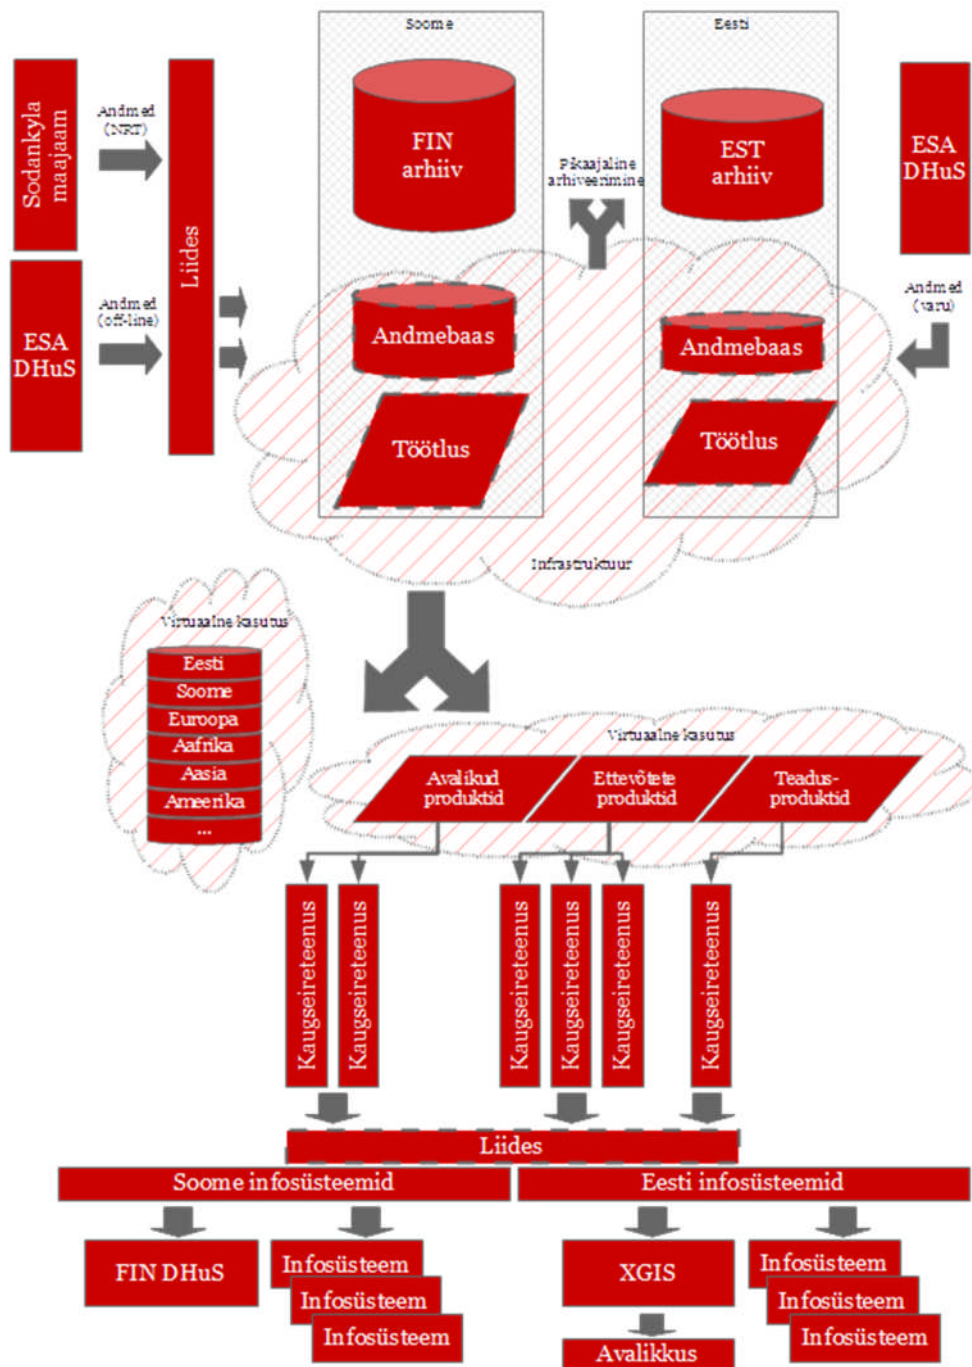 Soome
Eesti
Sodankyla
maajaam
Andmed
(NRT)
Liides
FIN
arhiiv
Pikaajaline
arhiveerimine
EST
arhiiv
ESA
DHuS
ESA
DHuS
Andmed
(off-line)
Andmebaas
Andmebaas
Andmed
(varu)
Töötlus
Töötlus
Infrastruktuur
Virtuaalne kasutus
Eesti
Soome
Euroopa
Aafrika
Aasia
Ameerika
...
Virtuaalne kasutus
Avalikud
produktid
Ettevõtete
produktid
Teadus-
produktid
Kaugseireteenus
Kaugseireteenus
Kaugseireteenus
Kaugseireteenus
Kaugseireteenus
Kaugseireteenus
Liides
Soome infosüsteemid
Eesti infosüsteemid
FIN DHuS
Infosüsteem
Infosüsteem
Infosüsteem
XGIS
Avalikkus
Infosüsteem
Infosüsteem
Infosüsteem